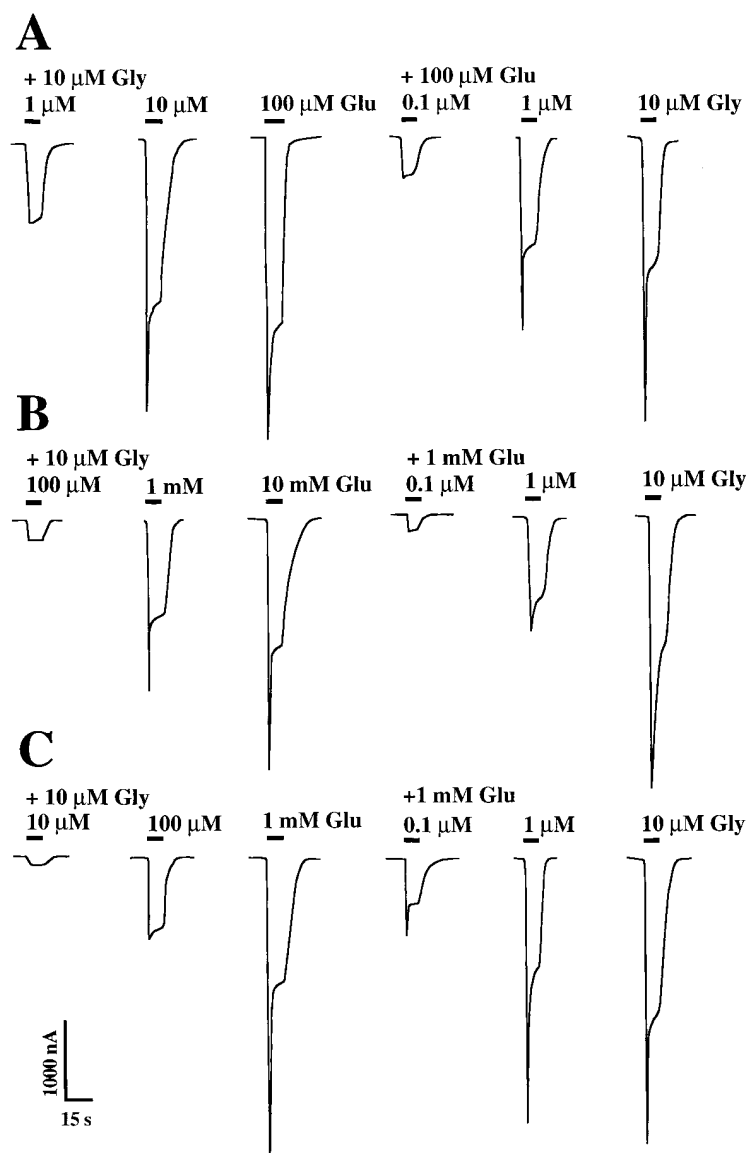 A
+ 10 µM Gly
1 µM 10 µM 100 µM Glu
+ 100 µM Glu
0.1 µM 1 µM 10 µM Gly
B
+ 10 µM Gly
100 µM 1 mM 10 mM Glu
+ 1 mM Glu
0.1 µM 1 µM 10 µM Gly
C
+ 10 µM Gly
10 µM 100 µM 1 mM Glu
+1 mM Glu
0.1 µM 1 µM 10 µM Gly
1000 nA
15 s